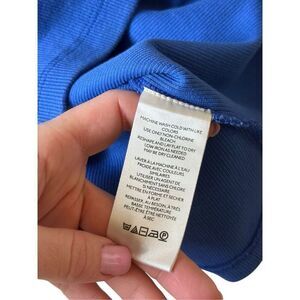 MACHINE WASH COLD WITH LIKE
COLORS
USE ONLY NON-CHLORINE
BLEACH
RESHAPE AND LAY FLAT TO DRY
LOW IRON AS NEEDED
MAY BE DRY CLEANED
LAVER À LA MACHINE À L'EAU
FROIDE AVEC COULEURS
SIMILAIRES
UTILISER UN AGENT DE
BLANCHIMENT SANS CHLORE
SI NÉCESSAIRE
METTRE EN FORME ET SÉCHER
À PLAT
REPASSER, AU BESOIN, À
BASSE TEMPÉRATURE
PEUT-ÊTRE ÊTRE NETTOYÉE
À SEC